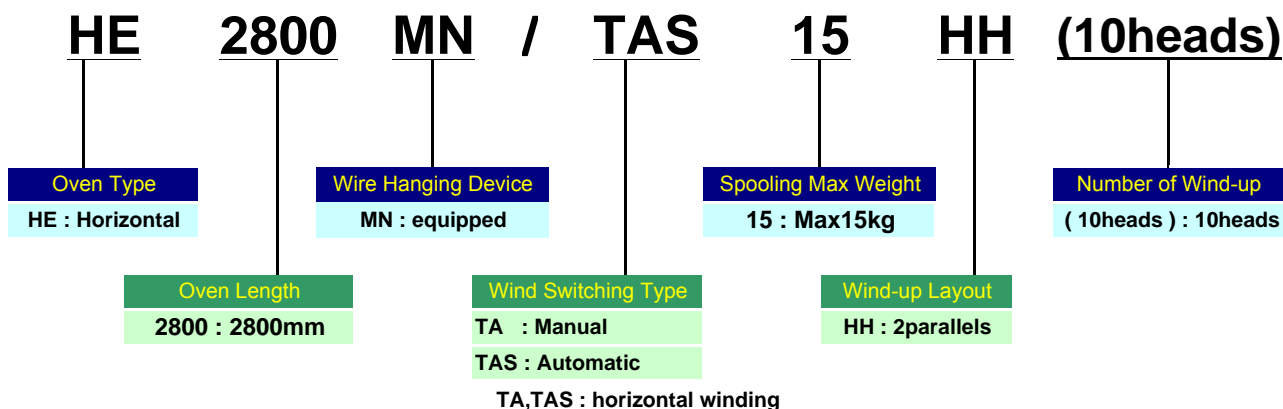 HE 2800 MN / TAS 15 HH (10heads)
Oven Type
HE : Horizontal
Wire Hanging Device
MN : equipped
Spooling Max Weight
15 : Max15kg
Number of Wind-up
( 10heads ) : 10heads
Oven Length
2800 : 2800mm
Wind Switching Type
TA : Manual
TAS : Automatic
TA,TAS : horizontal winding
Wind-up Layout
HH : 2parallels